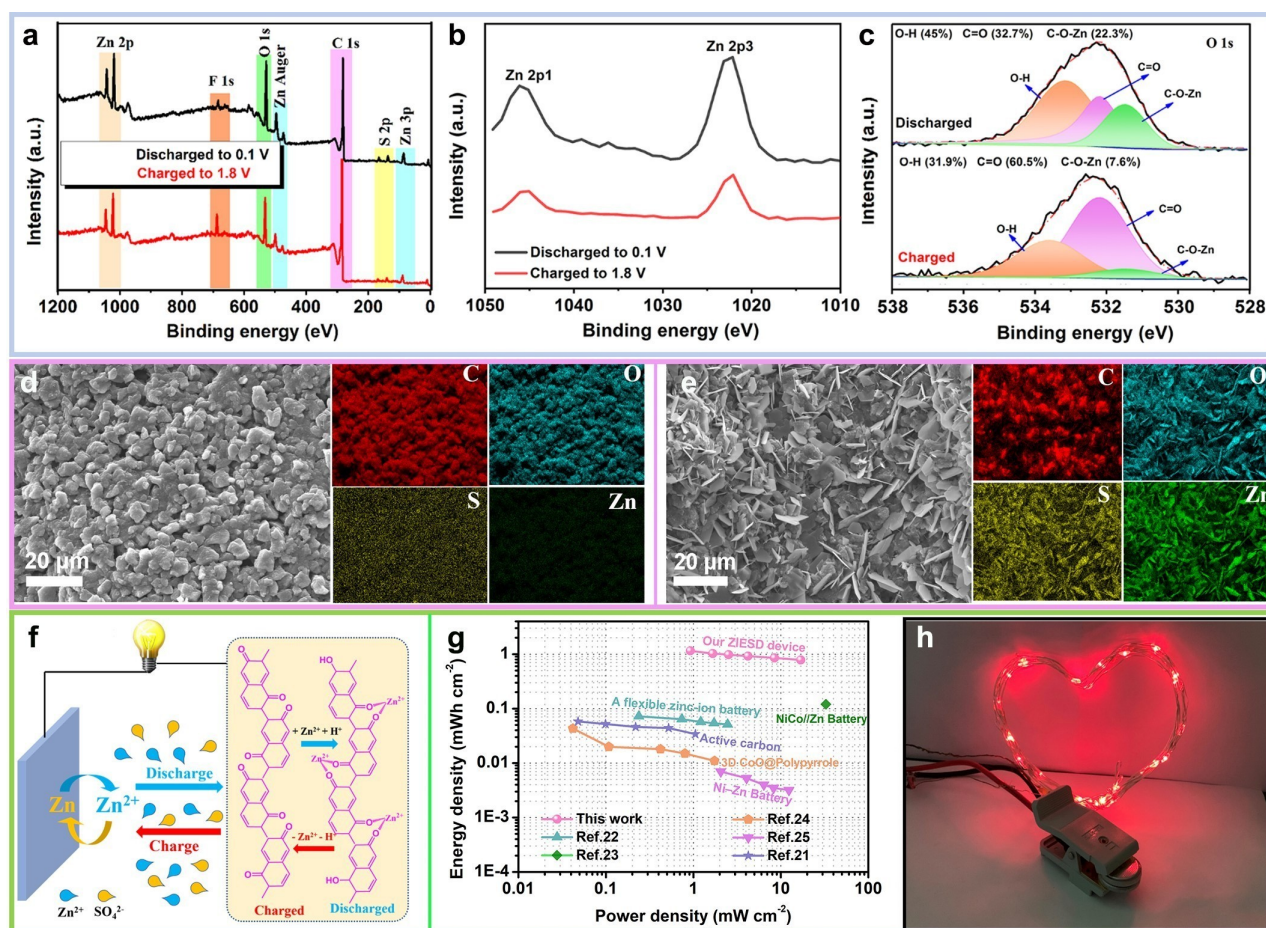 a
Zn 2p
F 1s
O 1s
Zn Auger
C 1s
S 2p
Zn 3p
Discharged to 0.1 V
Charged to 1.8 V
Intensity (a.u.)
1200 1000 800 600 400 200 0
Binding energy (eV)
b
Zn 2p1
Zn 2p3
Discharged to 0.1 V
Charged to 1.8 V
Intensity (a.u.)
1049 1040 1030 1020 1010
Binding energy (eV)
c
O-H (45%) C=O (32.7%) C-O-Zn (22.3%)
O 1s
C=O
O-H
C-O-Zn
Discharged
O-H (31.9%) C=O (60.5%) C-O-Zn (7.6%)
C=O
O-H
C-O-Zn
Charged
Intensity (a.u.)
538 536 534 532 530 528
Binding energy (eV)
d
20 μm
C
O
S
Zn
e
20 μm
C
O
S
Zn
f
Zn
Zn2+
Discharge
Charge
Zn2+
SO42-
+ Zn2+ + H+
- Zn2+ - H+
O
O
O
O
O
O
O
HO
O
Zn2+
Zn2+
O
Zn2+
HO
Charged
Discharged
g
Energy density (mWh cm-2)
1
0.1
0.01
1E-3
1E-4
Our ZIESD device
A flexible zinc-ion battery
NiCo//Zn Battery
Active carbon
3D CoO@Polypyrrole
Ni–Zn Battery
This work
Ref.24
Ref.22
Ref.25
Ref.23
Ref.21
0.01 0.1 1 10 100
Power density (mW cm-2)
h